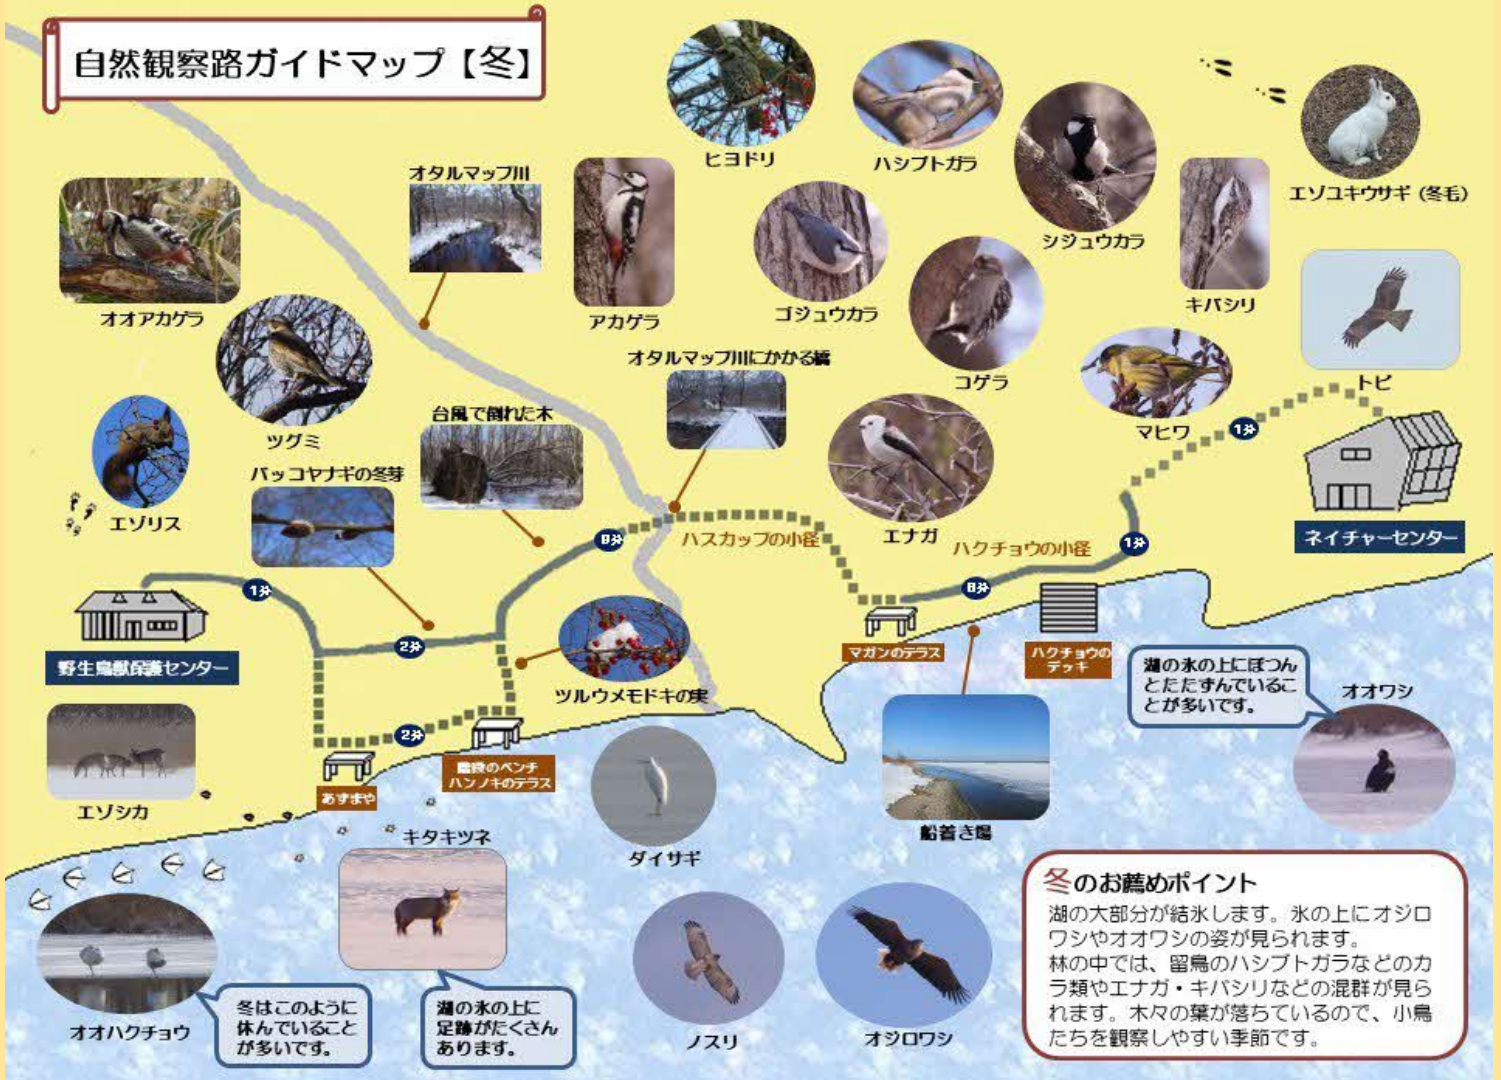 自然観察路ガイドマップ【冬】
ヒヨドリ
ハシブトガラ
シジュウカラ
エゾユキウサギ（冬毛）
オタルマップ川
オオアカゲラ
アカゲラ
ゴジュウカラ
キバシリ
コゲラ
トビ
ツグミ
オタルマップ川にかかる橋
台風で倒れた木
マヒワ
1分
バッコヤナギの冬芽
エゾリス
エナガ
ネイチャーセンター
8分
ハスカップの小径
ハクチョウの小径
1分
8分
1分
2分
野生鳥獣保護センター
マガンのテラス
ハクチョウの
デッキ
湖の氷の上にぽつん
とたたずんでいるこ
とが多いです。
オオワシ
ツルウメモドキの実
2分
階段のベンチ
ハンノキのテラス
あずまや
エゾシカ
キタキツネ
ダイサギ
船着き場
冬のお薦めポイント
湖の大部分が結氷します。氷の上にオジロ
ワシやオオワシの姿が見られます。
林の中では、留鳥のハシブトガラなどのカ
ラ類やエナガ・キバシリなどの混群が見ら
れます。木々の葉が落ちているので、小鳥
たちを観察しやすい季節です。
オオハクチョウ
冬はこのように
休んでいること
が多いです。
湖の氷の上に
足跡がたくさん
あります。
ノスリ
オジロワシ